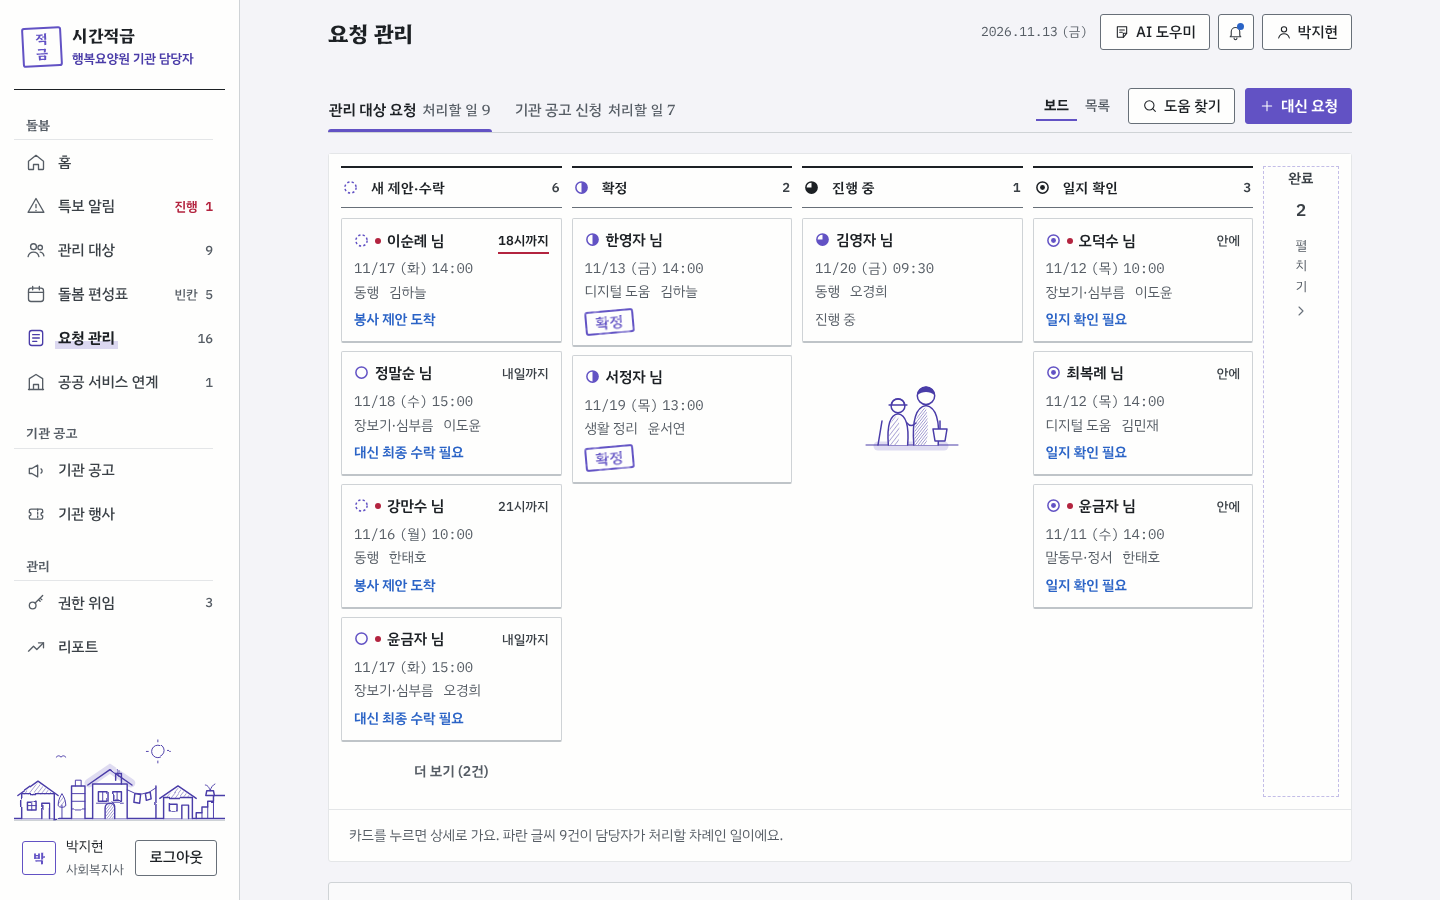 적금
시간적금
행복요양원 기관 담당자
돌봄
홈
특보 알림 진행 1
관리 대상 9
돌봄 편성표 빈칸 5
요청 관리 16
공공 서비스 연계 1
기관 공고
기관 공고
기관 행사
관리
권한 위임 3
리포트
박
박지현
사회복지사
로그아웃
요청 관리
2026.11.13 (금)
AI 도우미
박지현
관리 대상 요청 처리할 일 9
기관 공고 신청 처리할 일 7
보드
목록
도움 찾기
대신 요청
새 제안·수락 6
이순례 님 18시까지
11/17 (화) 14:00
동행 김하늘
봉사 제안 도착
정말순 님 내일까지
11/18 (수) 15:00
장보기·심부름 이도윤
대신 최종 수락 필요
강만수 님 21시까지
11/16 (월) 10:00
동행 한태호
봉사 제안 도착
윤금자 님 내일까지
11/17 (화) 15:00
장보기·심부름 오경희
대신 최종 수락 필요
더 보기 (2건)
확정 2
한영자 님
11/13 (금) 14:00
디지털 도움 김하늘
확정
서정자 님
11/19 (목) 13:00
생활 정리 윤서연
확정
진행 중 1
김영자 님
11/20 (금) 09:30
동행 오경희
진행 중
일지 확인 3
오덕수 님 안에
11/12 (목) 10:00
장보기·심부름 이도윤
일지 확인 필요
최복례 님 안에
11/12 (목) 14:00
디지털 도움 김민재
일지 확인 필요
윤금자 님 안에
11/11 (수) 14:00
말동무·정서 한태호
일지 확인 필요
완료
2
펼치기
카드를 누르면 상세로 가요. 파란 글씨 9건이 담당자가 처리할 차례인 일이에요.